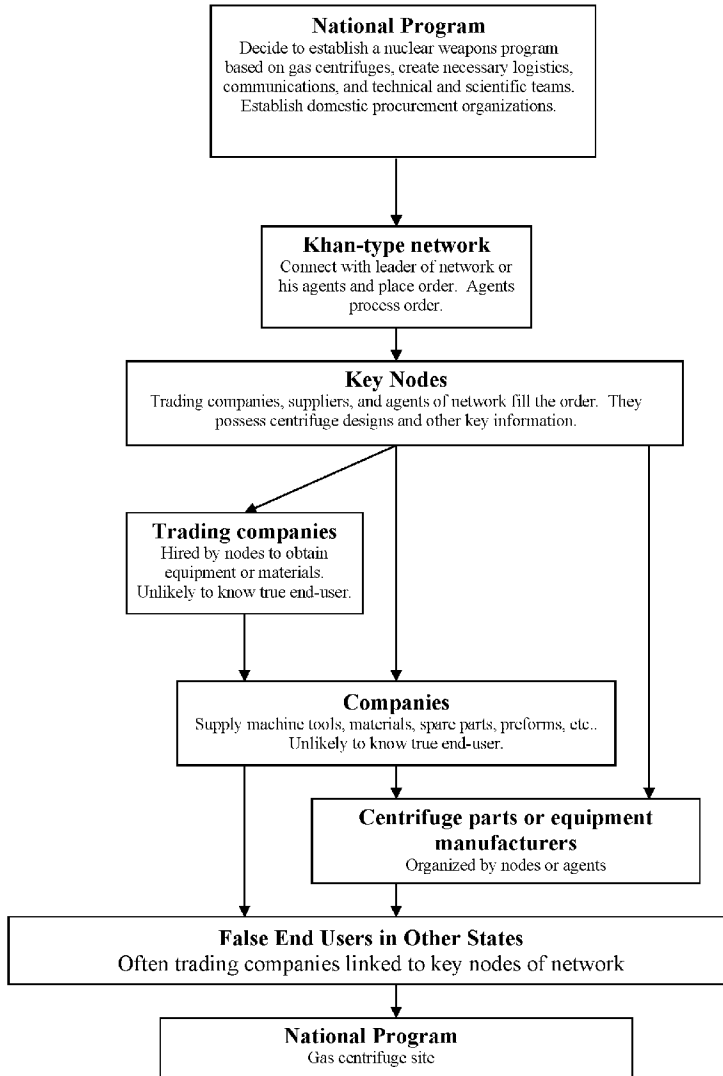 National Program
Decide to establish a nuclear weapons program
based on gas centrifuges, create necessary logistics,
communications, and technical and scientific teams.
Establish domestic procurement organizations.
Khan-type network
Connect with leader of network or
his agents and place order. Agents
process order.
Key Nodes
Trading companies, suppliers, and agents of network fill the order. They
possess centrifuge designs and other key information.
Trading companies
Hired by nodes to obtain
equipment or materials.
Unlikely to know true end-user.
Companies
Supply machine tools, materials, spare parts, preforms, etc..
Unlikely to know true end-user.
Centrifuge parts or equipment
manufacturers
Organized by nodes or agents
False End Users in Other States
Often trading companies linked to key nodes of network
National Program
Gas centrifuge site